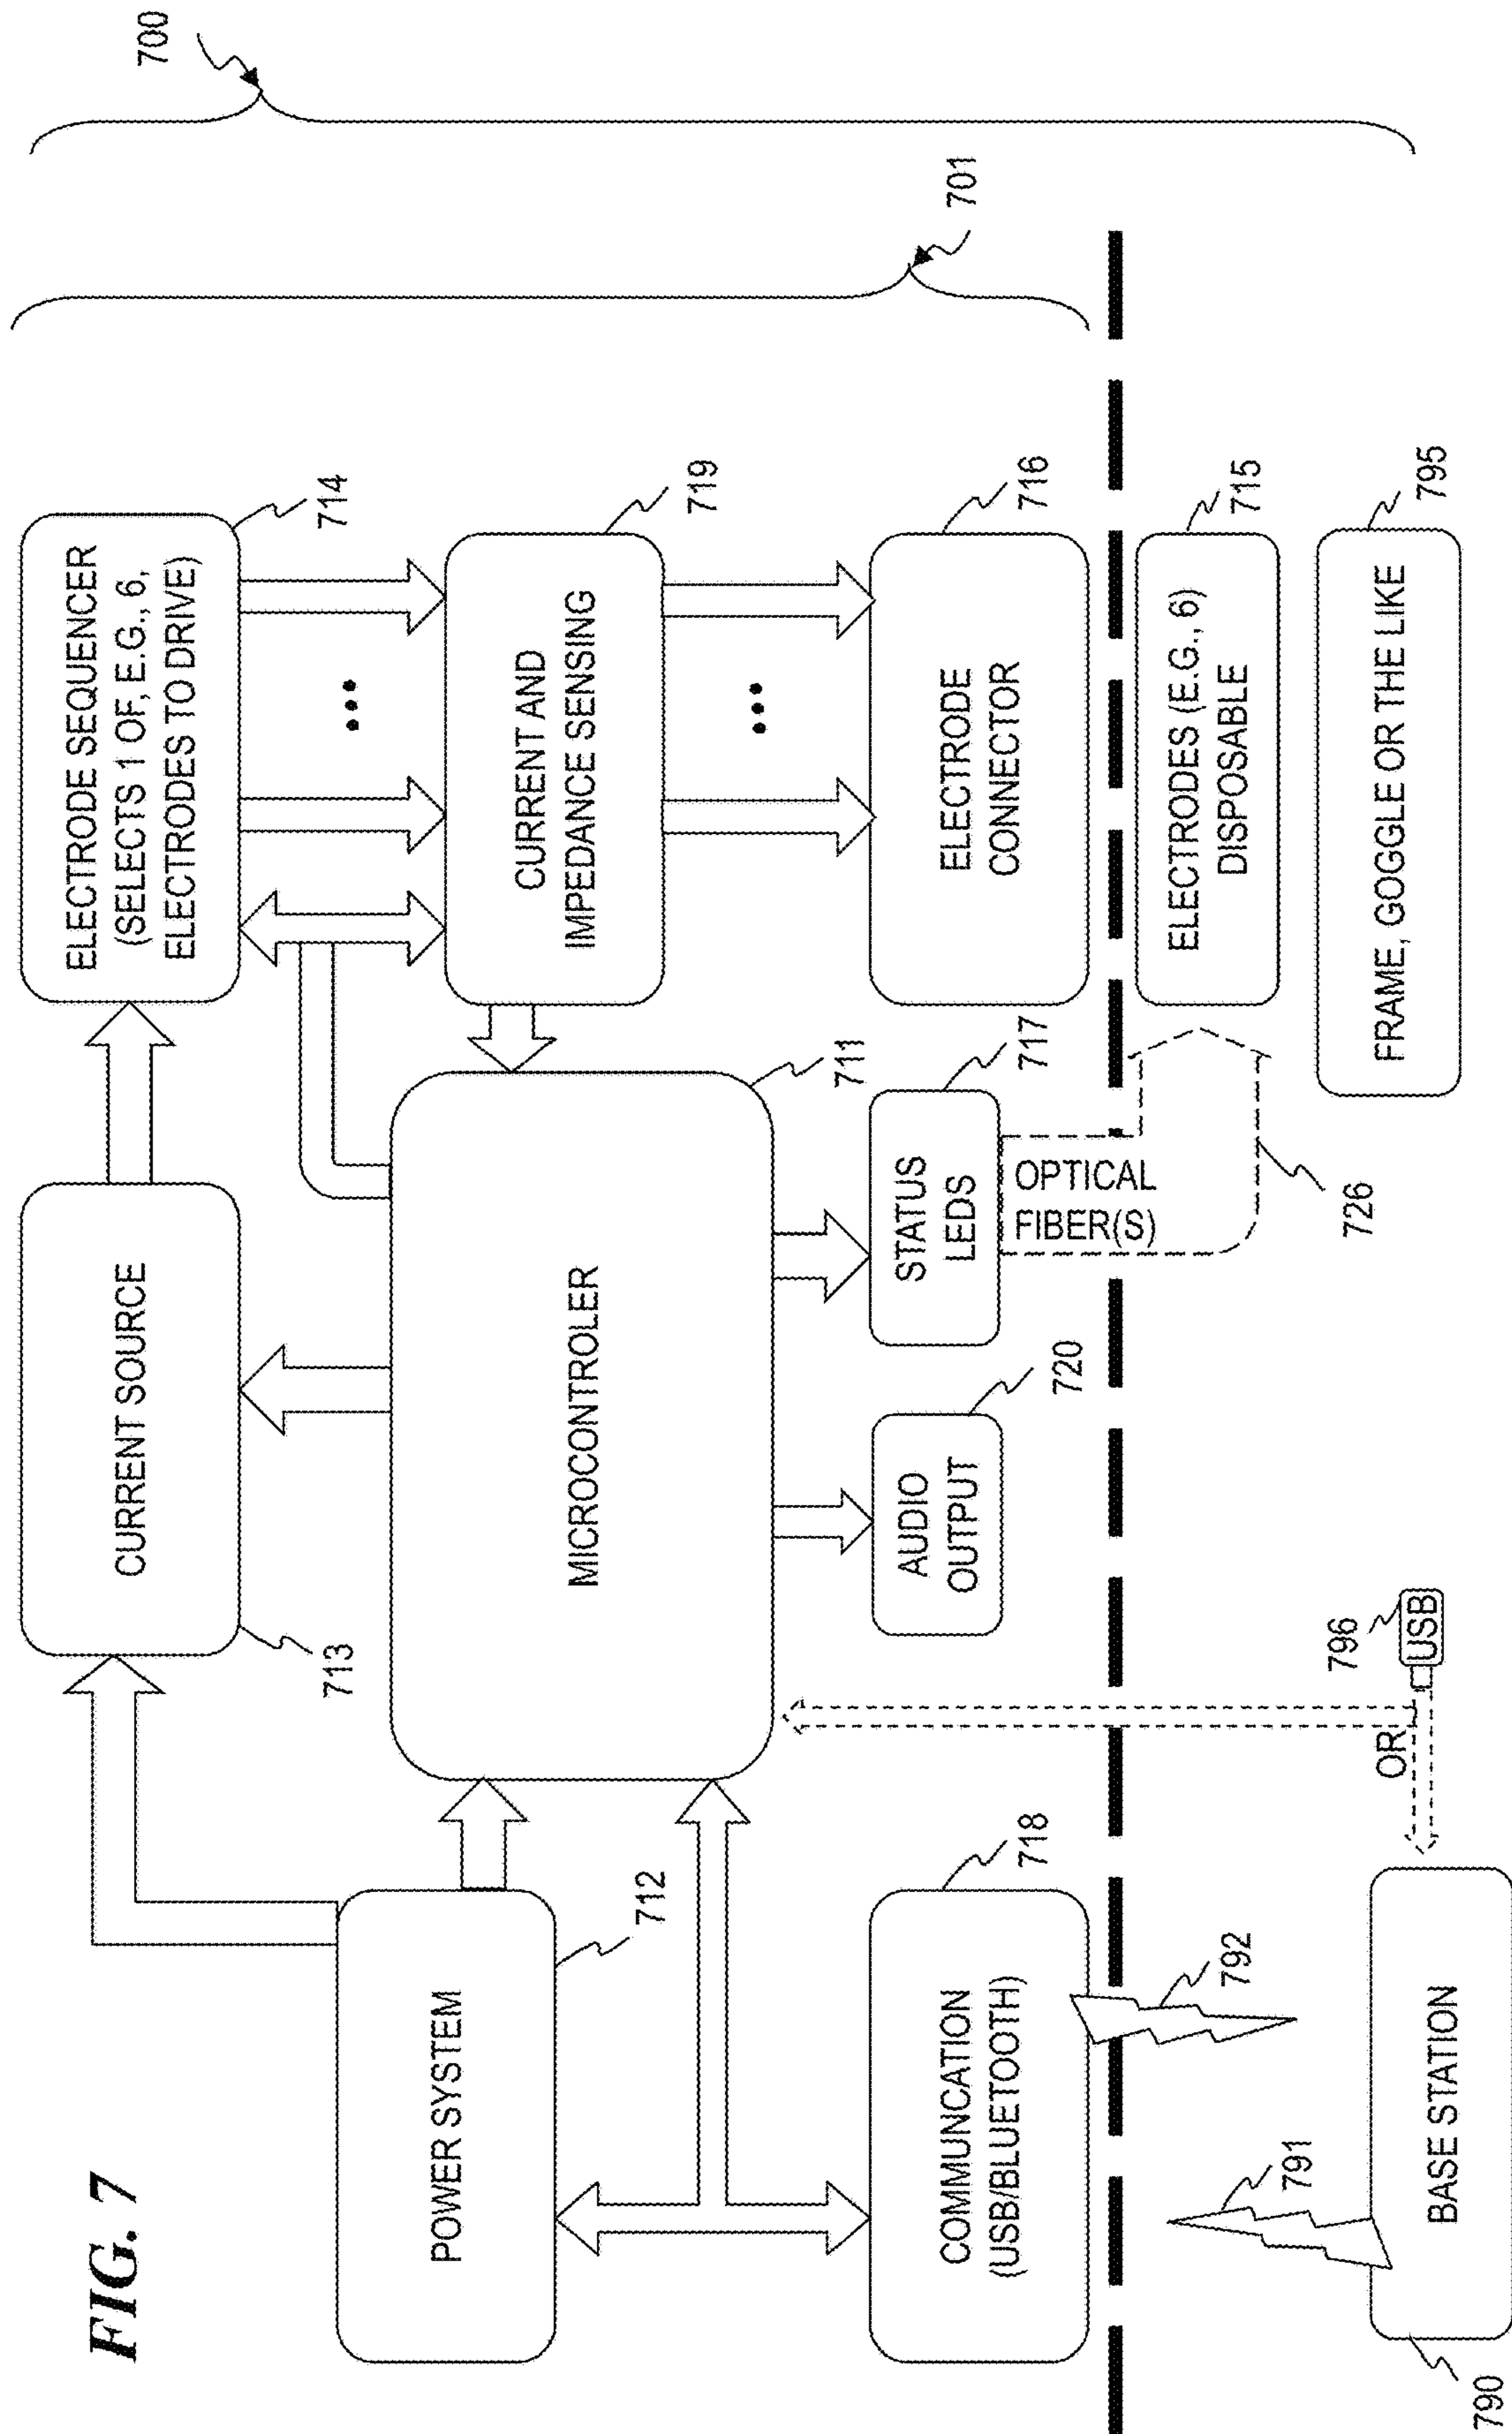 FIG. 7
700
701
POWER SYSTEM
712
CURRENT SOURCE
713
ELECTRODE SEQUENCER
(SELECTS 1 OF, E.G., 6,
ELECTRODES TO DRIVE)
714
MICROCONTROLER
711
CURRENT AND
IMPEDANCE SENSING
719
COMMUNCATION
(USB/BLUETOOTH)
718
AUDIO
OUTPUT
720
STATUS
LEDS
717
ELECTRODE
CONNECTOR
716
OPTICAL
FIBER(S)
726
ELECTRODES (E.G., 6)
DISPOSABLE
715
791
792
BASE STATION
790
OR
USB
796
FRAME, GOGGLE OR THE LIKE
795